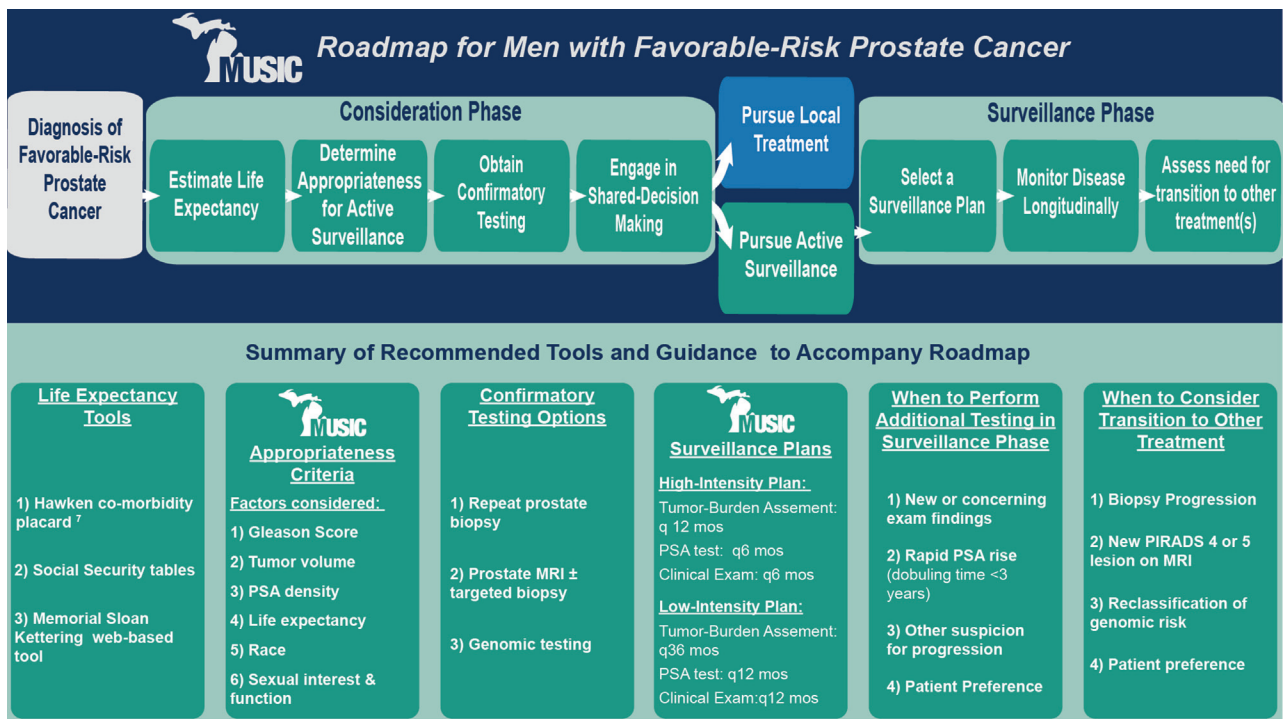 MUSIC
Roadmap for Men with Favorable-Risk Prostate Cancer
Diagnosis of
Favorable-Risk
Prostate
Cancer
Consideration Phase
Estimate Life
Expectancy
Determine
Appropriateness
for Active
Surveillance
Obtain
Confirmatory
Testing
Engage in
Shared-Decision
Making
Pursue Local
Treatment
Pursue Active
Surveillance
Surveillance Phase
Select a
Surveillance Plan
Monitor Disease
Longitudinally
Assess need for
transition to other
treatment(s)
Summary of Recommended Tools and Guidance to Accompany Roadmap
Life Expectancy
Tools
1) Hawken co-morbidity
placard 7
2) Social Security tables
3) Memorial Sloan
Kettering web-based
tool
MUSIC
Appropriateness
Criteria
Factors considered:
1) Gleason Score
2) Tumor volume
3) PSA density
4) Life expectancy
5) Race
6) Sexual interest &
function
Confirmatory
Testing Options
1) Repeat prostate
biopsy
2) Prostate MRI ±
targeted biopsy
3) Genomic testing
MUSIC
Surveillance Plans
High-Intensity Plan:
Tumor-Burden Assement:
q 12 mos
PSA test: q6 mos
Clinical Exam: q6 mos
Low-Intensity Plan:
Tumor-Burden Assement:
q36 mos
PSA test: q12 mos
Clinical Exam:q12 mos
When to Perform
Additional Testing in
Surveillance Phase
1) New or concerning
exam findings
2) Rapid PSA rise
(dobuling time <3
years)
3) Other suspicion
for progression
4) Patient Preference
When to Consider
Transition to Other
Treatment
1) Biopsy Progression
2) New PIRADS 4 or 5
lesion on MRI
3) Reclassification of
genomic risk
4) Patient preference